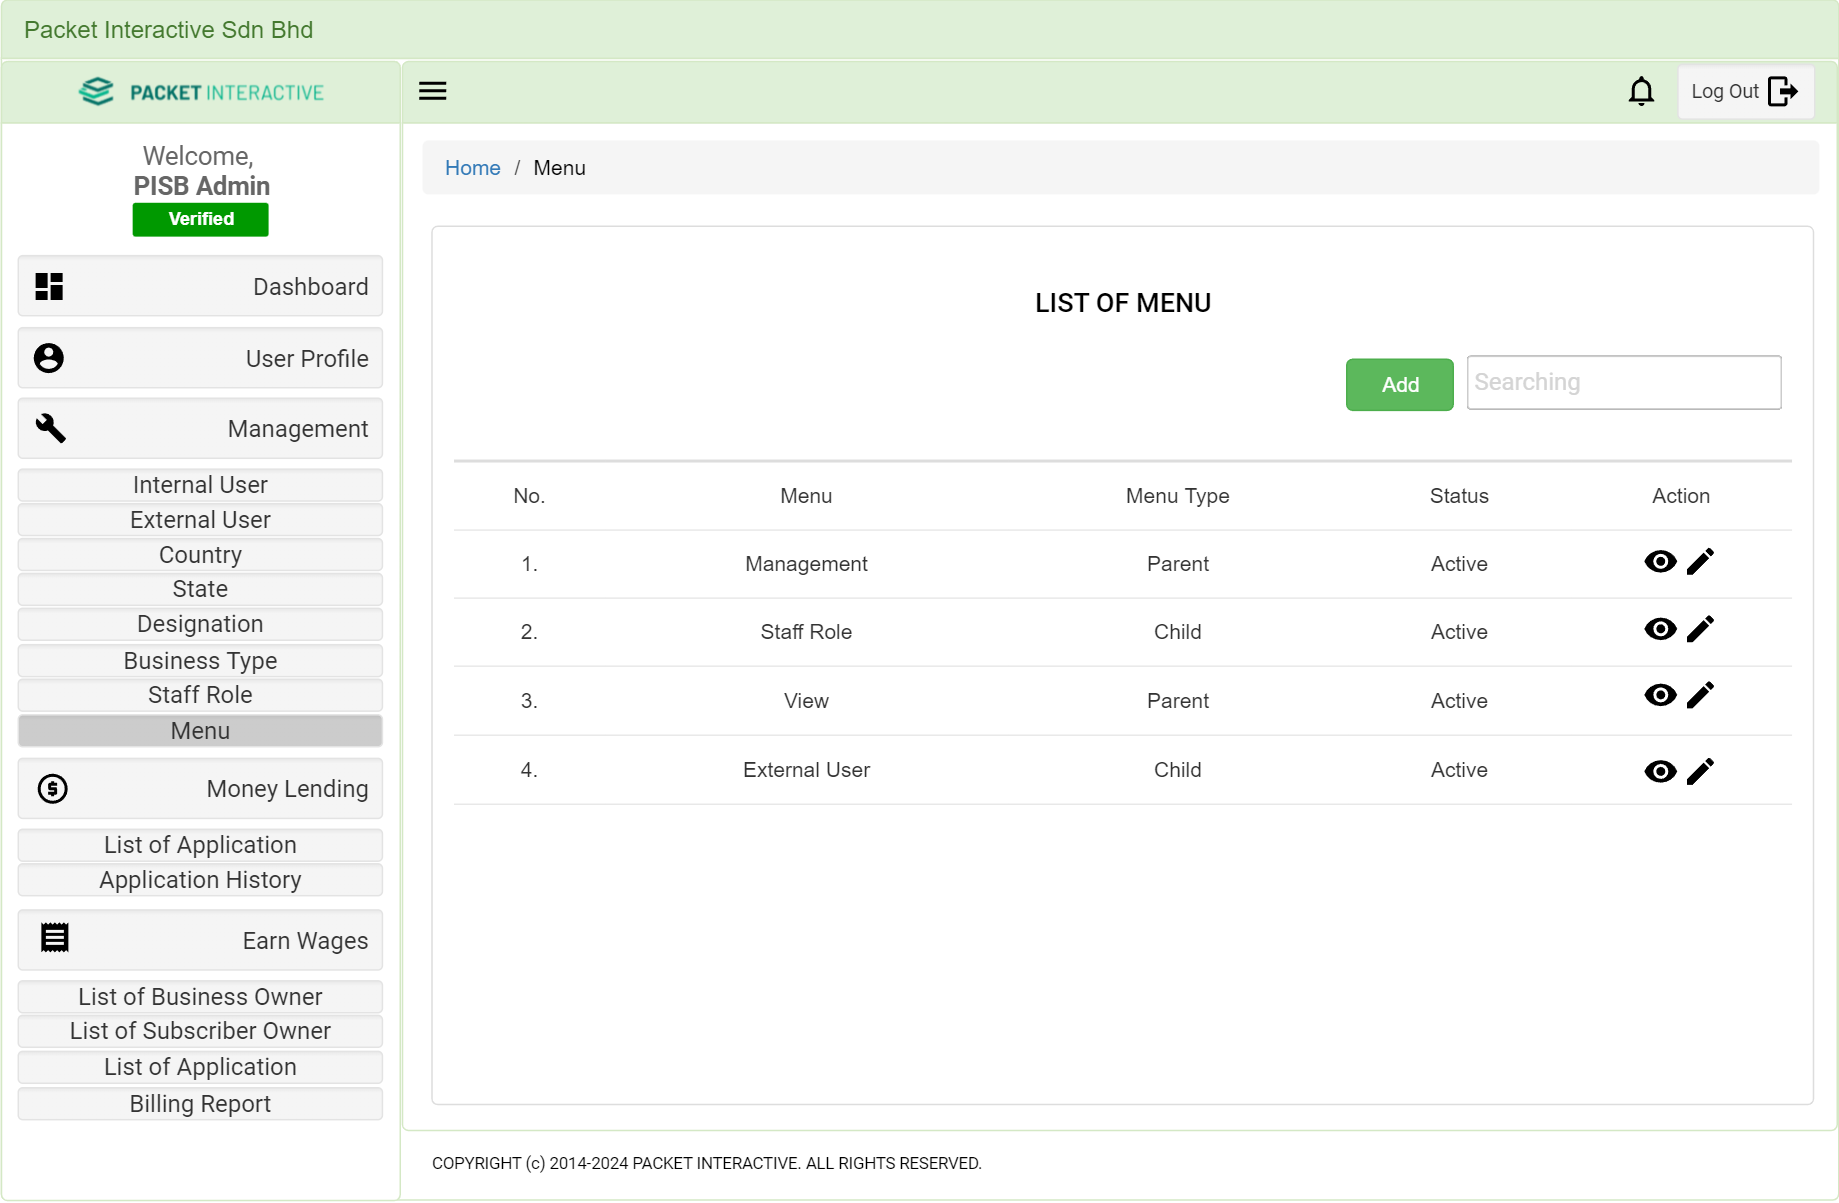 Packet Interactive Sdn Bhd
PACKET INTERACTIVE
Log Out
Welcome,
PISB Admin
Verified
Dashboard
User Profile
Management
Internal User
External User
Country
State
Designation
Business Type
Staff Role
Menu
Money Lending
List of Application
Application History
Earn Wages
List of Business Owner
List of Subscriber Owner
List of Application
Billing Report
Home / Menu
LIST OF MENU
Add
Searching
No. Menu Menu Type Status Action
1. Management Parent Active
2. Staff Role Child Active
3. View Parent Active
4. External User Child Active
COPYRIGHT (c) 2014-2024 PACKET INTERACTIVE. ALL RIGHTS RESERVED.